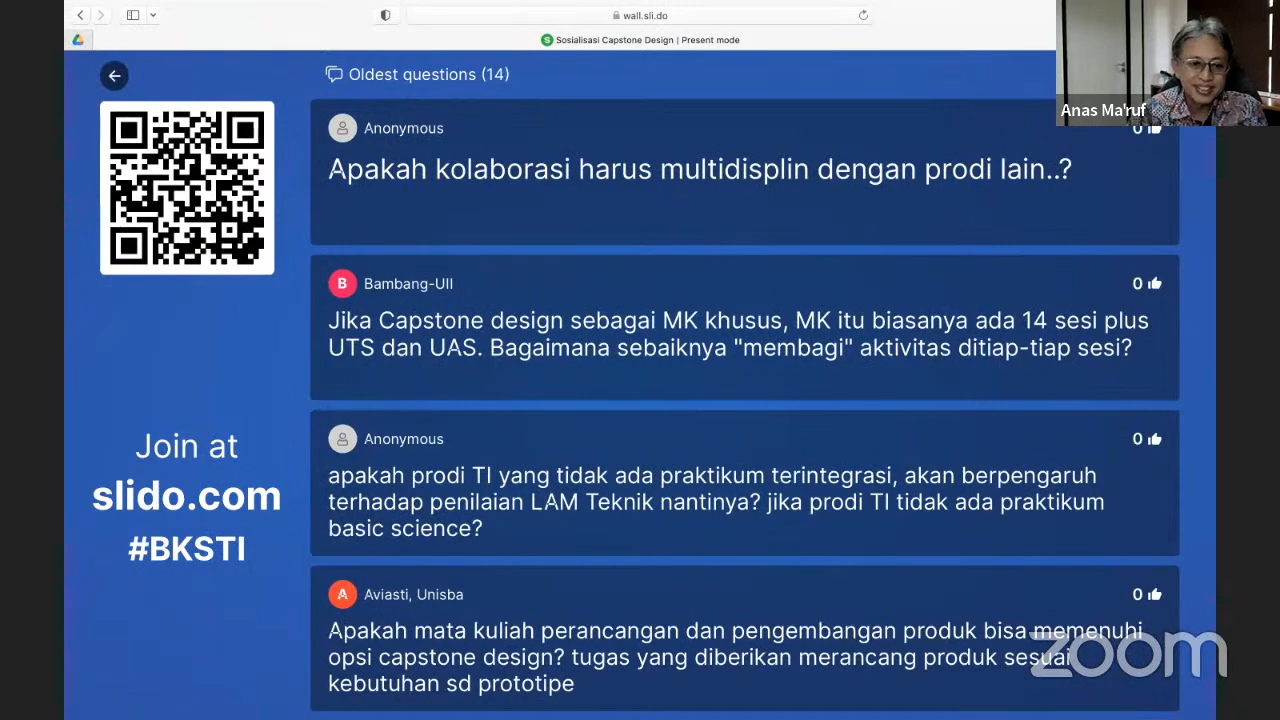 wall.sli.do
Sosialisasi Capstone Design | Present mode
Oldest questions (14)
Anas Ma'ruf
Anonymous
0
Apakah kolaborasi harus multidisplin dengan prodi lain..?
B
Bambang-UII
0
Jika Capstone design sebagai MK khusus, MK itu biasanya ada 14 sesi plus
UTS dan UAS. Bagaimana sebaiknya "membagi" aktivitas ditiap-tiap sesi?
Anonymous
0
apakah prodi TI yang tidak ada praktikum terintegrasi, akan berpengaruh
terhadap penilaian LAM Teknik nantinya? jika prodi TI tidak ada praktikum
basic science?
A
Aviasti, Unisba
0
Apakah mata kuliah perancangan dan pengembangan produk bisa memenuhi
opsi capstone design? tugas yang diberikan merancang produk sesuai
kebutuhan sd prototipe
Join at
slido.com
#BKSTI
zoom